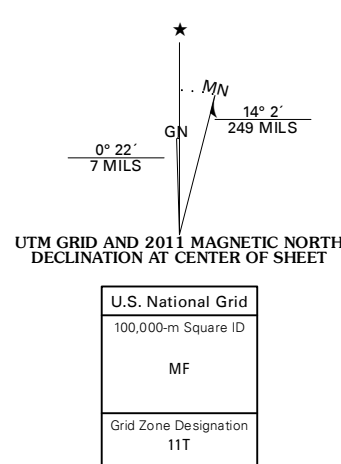 ★
MN
GN
14° 2´
249 MILS
0° 22´
7 MILS
UTM GRID AND 2011 MAGNETIC NORTH
DECLINATION AT CENTER OF SHEET
U.S. National Grid
100,000-m Square ID
MF
Grid Zone Designation
11T